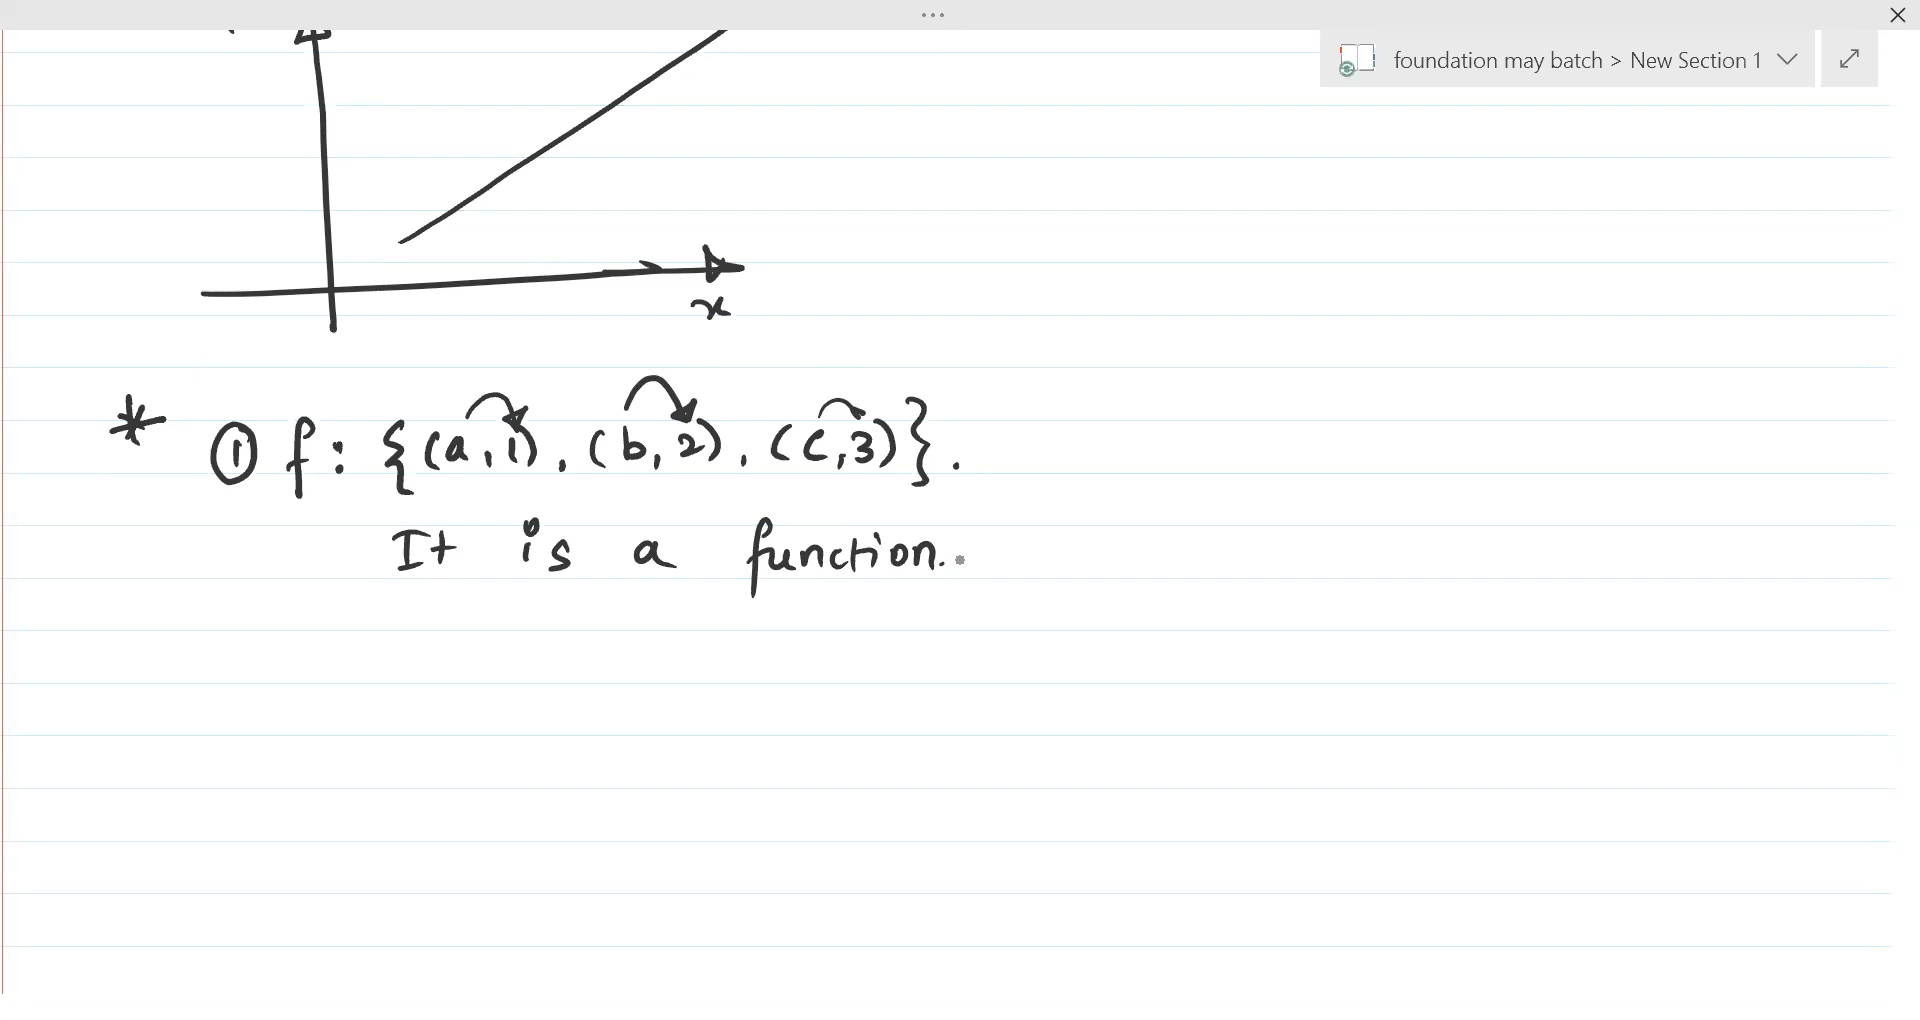 foundation may batch > New Section 1
x
* ① f: {(a,1), (b,2), (c,3)}.
It is a function.